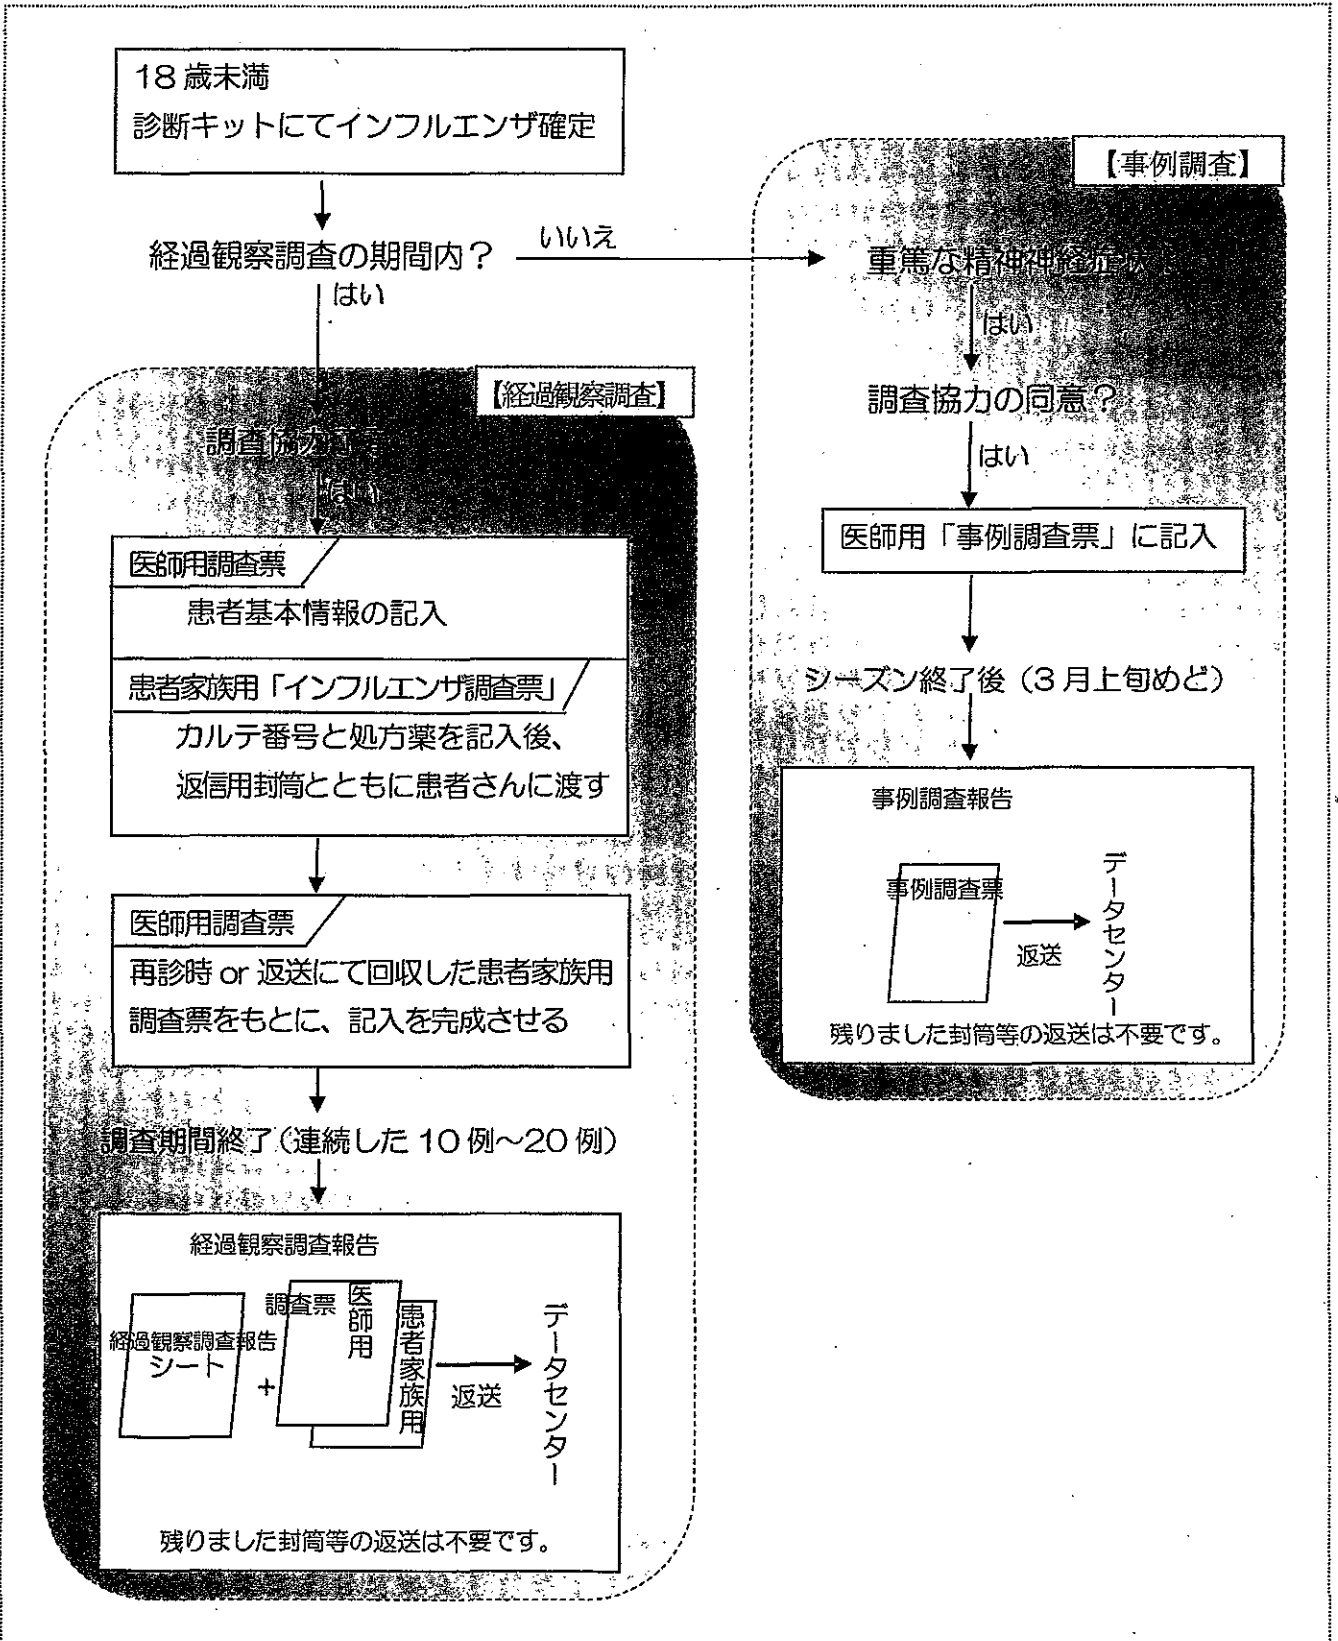 18歳未満
診断キットにてインフルエンザ確定
経過観察調査の期間内？
いいえ
はい
【経過観察調査】
調査協力
はい
医師用調査票
患者基本情報の記入
患者家族用「インフルエンザ調査票」
カルテ番号と処方薬を記入後、
返信用封筒とともに患者さんに渡す
医師用調査票
再診時 or 返送にて回収した患者家族用
調査票をもとに、記入を完成させる
調査期間終了（連続した 10 例～20 例）
経過観察調査報告
経過観察調査報告
シート
+
調査票
医師用
患者家族用
返送
データセンター
残りました封筒等の返送は不要です。
【事例調査】
重篤な精神神経症状
はい
調査協力の同意？
はい
医師用「事例調査票」に記入
シーズン終了後（3月上旬めど）
事例調査報告
事例調査票
返送
データセンター
残りました封筒等の返送は不要です。